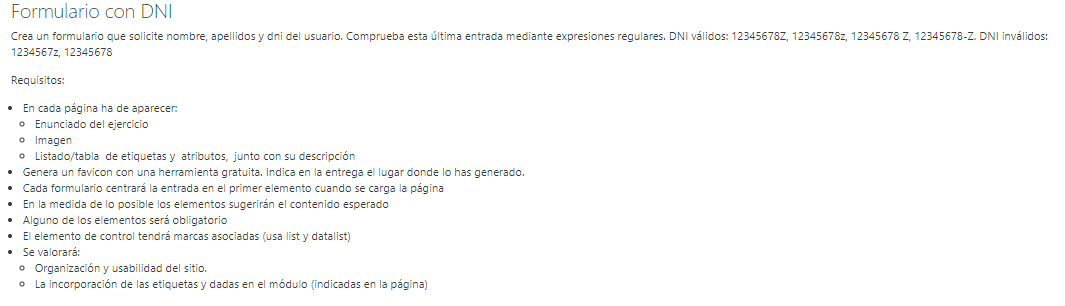 Formulario con DNI
Crea un formulario que solicite nombre, apellidos y dni del usuario. Comprueba esta última entrada mediante expresiones regulares. DNI válidos: 12345678Z, 12345678z, 12345678 Z, 12345678-Z. DNI inválidos:
1234567z, 12345678
Requisitos:
En cada página ha de aparecer:
Enunciado del ejercicio
Imagen
Listado/tabla de etiquetas y atributos, junto con su descripción
Genera un favicon con una herramienta gratuita. Indica en la entrega el lugar donde lo has generado.
Cada formulario centrará la entrada en el primer elemento cuando se carga la página
En la medida de lo posible los elementos sugerirán el contenido esperado
Alguno de los elementos será obligatorio
El elemento de control tendrá marcas asociadas (usa list y datalist)
Se valorará:
Organización y usabilidad del sitio.
La incorporación de las etiquetas y dadas en el módulo (indicadas en la página)